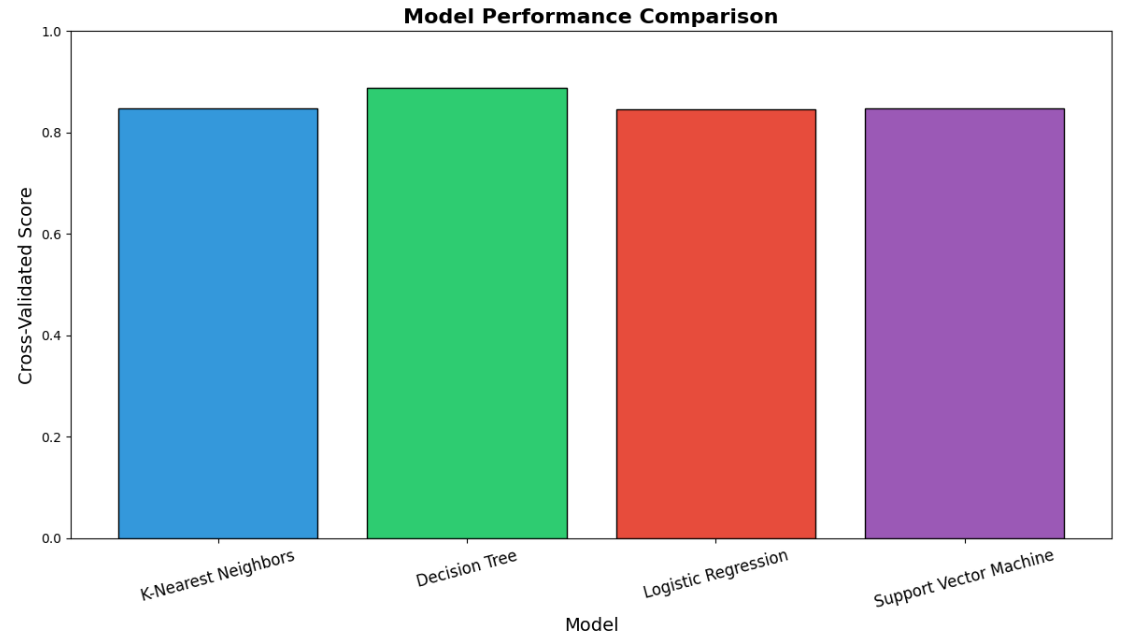 Model Performance Comparison
Cross-Validated Score
1.0
0.8
0.6
0.4
0.2
0.0
K-Nearest Neighbors
Decision Tree
Logistic Regression
Support Vector Machine
Model